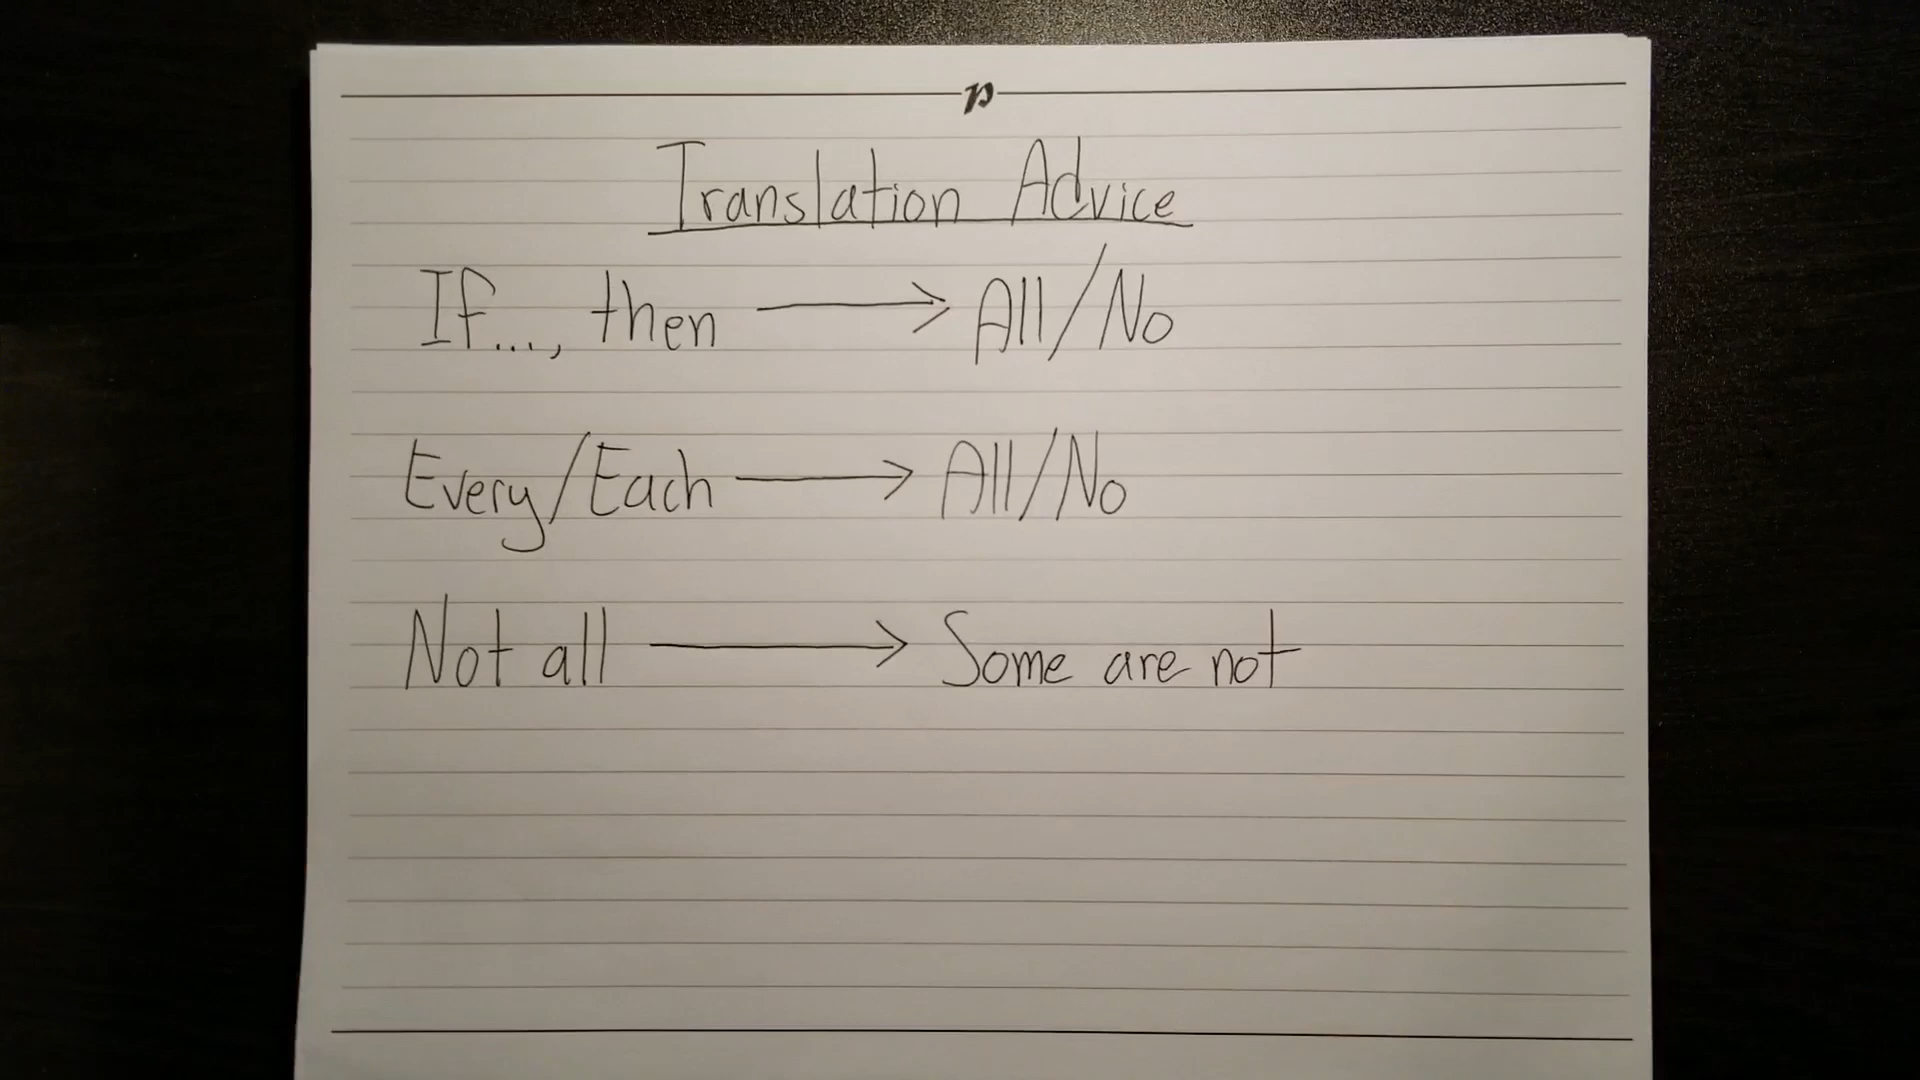 Translation Advice
If..., then → All/No
Every/Each → All/No
Not all → Some are not